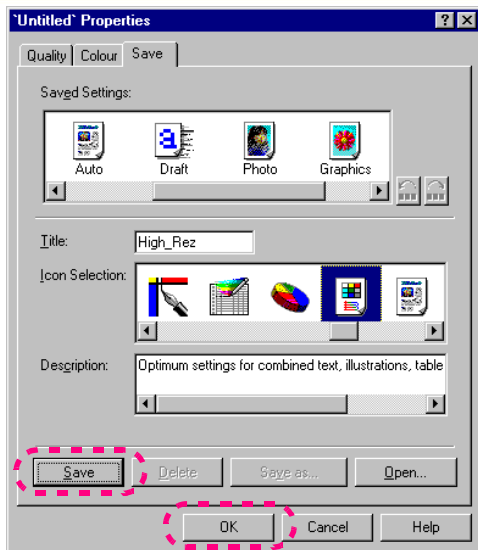 `Untitled` Properties
Quality Colour Save
Saved Settings:
Auto Draft Photo Graphics
Title: High_Rez
Icon Selection:
Description: Optimum settings for combined text, illustrations, table
Save Delete Save as... Open...
OK Cancel Help